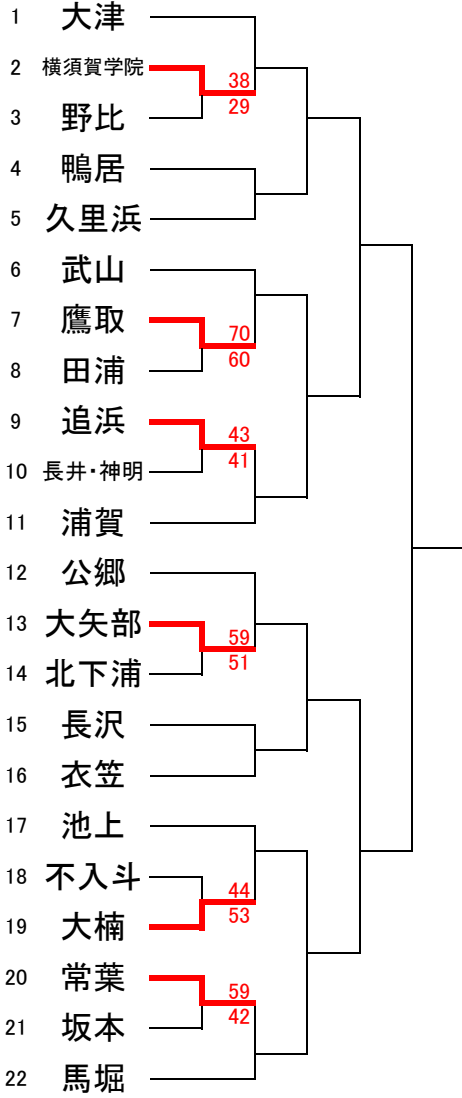 1 大津
2 横須賀学院
38
29
3 野比
4 鴨居
5 久里浜
6 武山
7 鷹取
70
60
8 田浦
9 追浜
43
41
10 長井・神明
11 浦賀
12 公郷
13 大矢部
59
51
14 北下浦
15 長沢
16 衣笠
17 池上
18 不入斗
44
53
19 大楠
20 常葉
59
42
21 坂本
22 馬堀